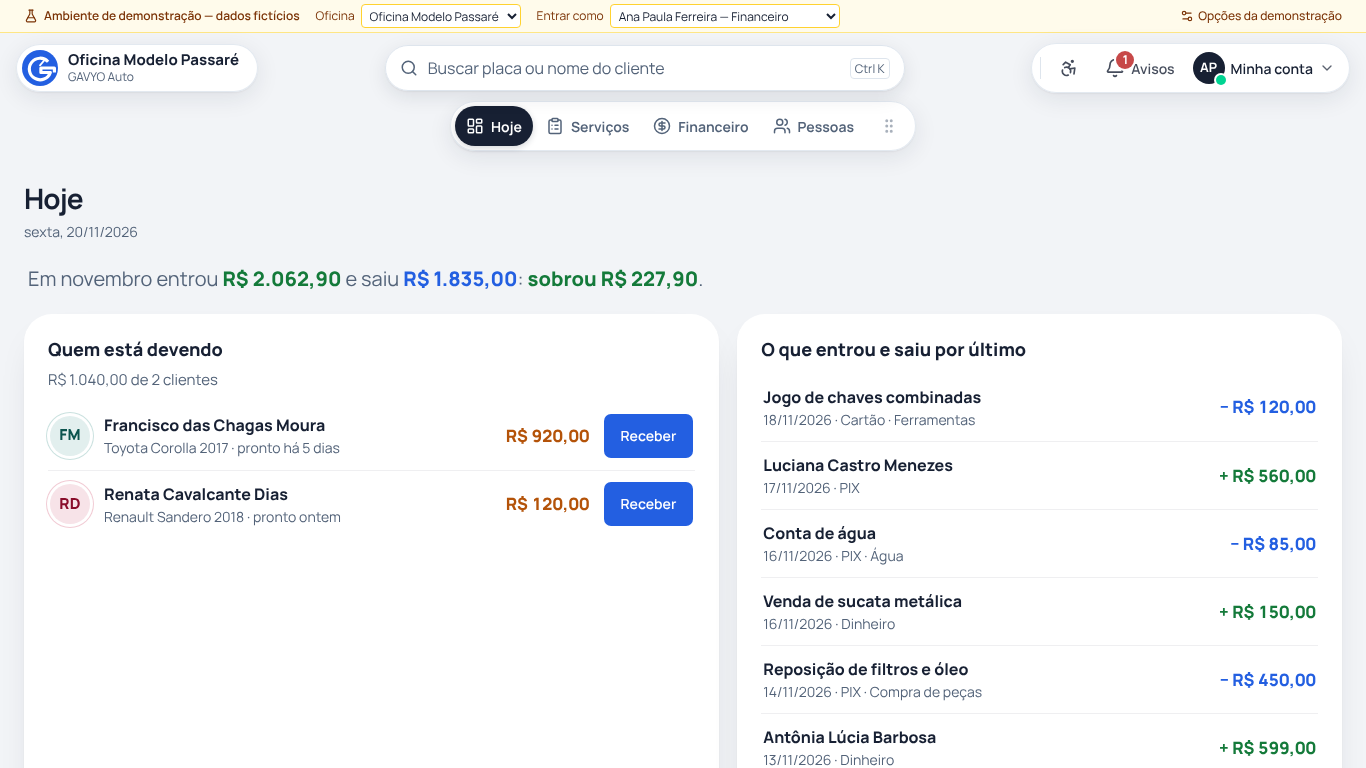 Ambiente de demonstração — dados fictícios Oficina Oficina Modelo Passaré Entrar como Ana Paula Ferreira — Financeiro Opções da demonstração
Oficina Modelo Passaré
GAVYO Auto
Buscar placa ou nome do cliente Ctrl K
1
Avisos
AP
Minha conta
Hoje Serviços Financeiro Pessoas
Hoje
sexta, 20/11/2026
Em novembro entrou R$ 2.062,90 e saiu R$ 1.835,00: sobrou R$ 227,90.
Quem está devendo
R$ 1.040,00 de 2 clientes
FM
Francisco das Chagas Moura
Toyota Corolla 2017 · pronto há 5 dias
R$ 920,00
Receber
RD
Renata Cavalcante Dias
Renault Sandero 2018 · pronto ontem
R$ 120,00
Receber
O que entrou e saiu por último
Jogo de chaves combinadas
18/11/2026 · Cartão · Ferramentas
− R$ 120,00
Luciana Castro Menezes
17/11/2026 · PIX
+ R$ 560,00
Conta de água
16/11/2026 · PIX · Água
− R$ 85,00
Venda de sucata metálica
16/11/2026 · Dinheiro
+ R$ 150,00
Reposição de filtros e óleo
14/11/2026 · PIX · Compra de peças
− R$ 450,00
Antônia Lúcia Barbosa
13/11/2026 · Dinheiro
+ R$ 599,00